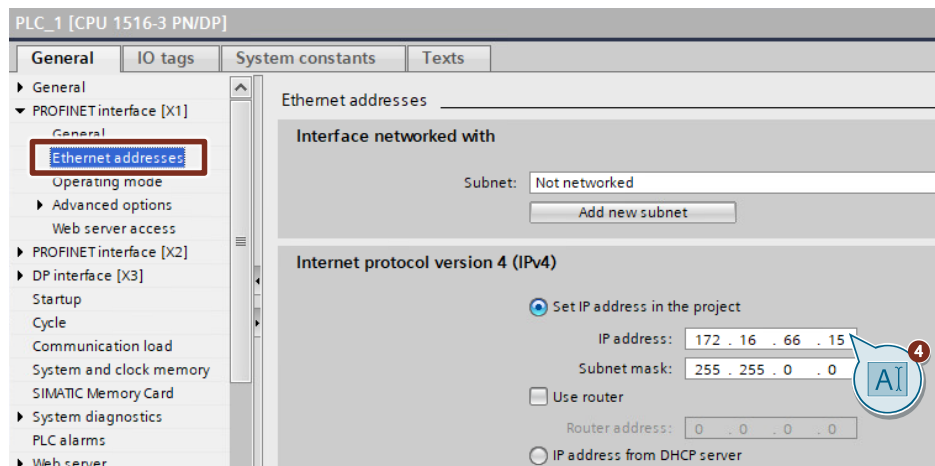 PLC_1 [CPU 1516-3 PN/DP]
General IO tags System constants Texts
General
PROFINET interface [X1]
General
Ethernet addresses
Operating mode
Advanced options
Web server access
PROFINET interface [X2]
DP interface [X3]
Startup
Cycle
Communication load
System and clock memory
SIMATIC Memory Card
System diagnostics
PLC alarms
Web server
Ethernet addresses
Interface networked with
Subnet: Not networked
Add new subnet
Internet protocol version 4 (IPv4)
Set IP address in the project
IP address: 172 . 16 . 66 . 15
4
Subnet mask: 255 . 255 . 0 . 0
AI
Use router
Router address: 0 . 0 . 0 . 0
IP address from DHCP server